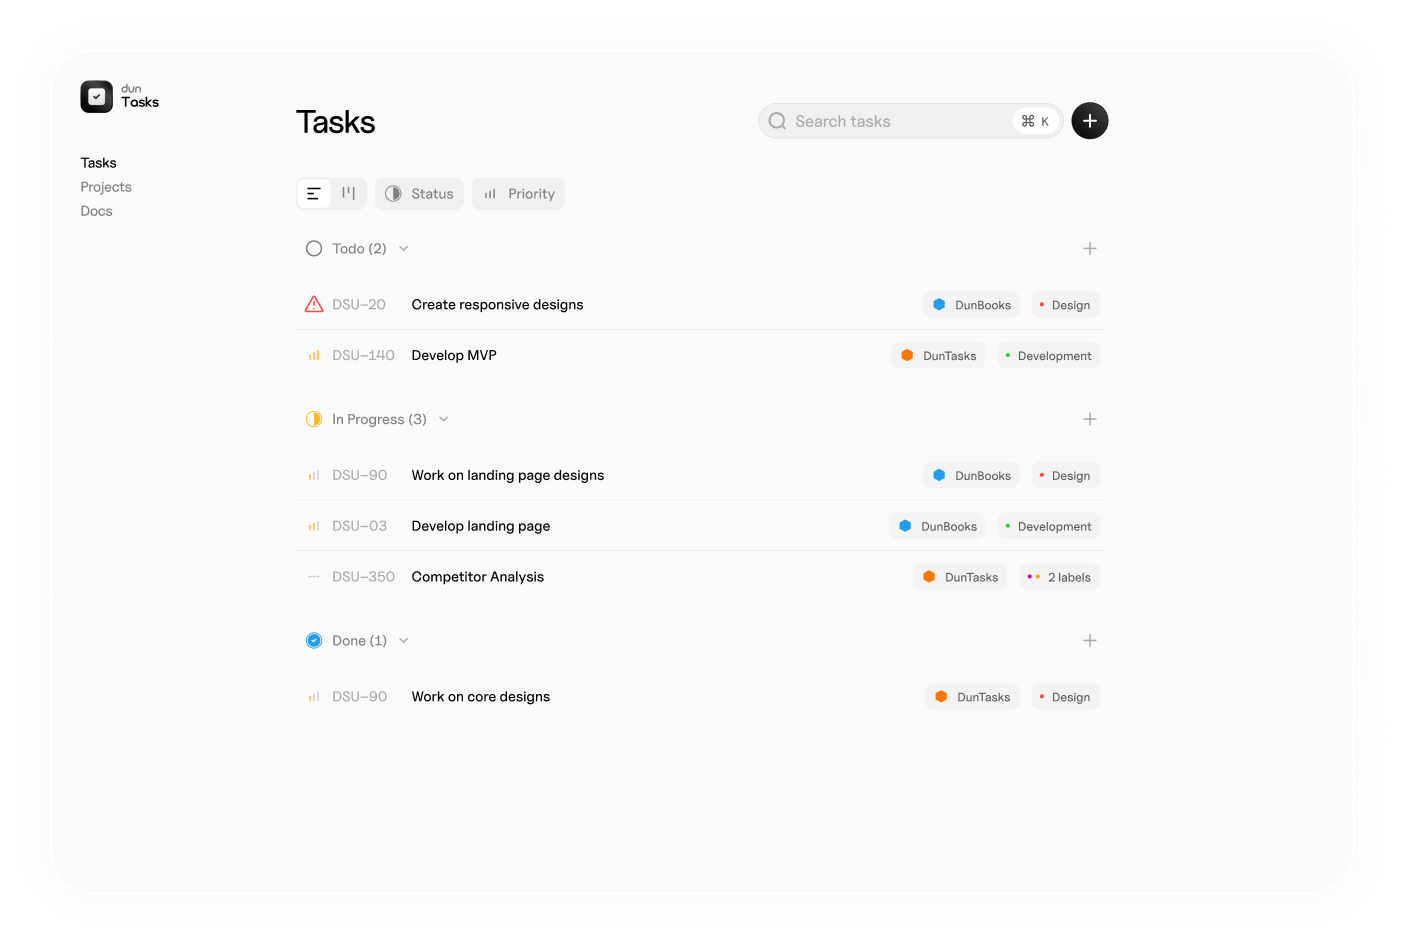 dun
Tasks
Tasks
Projects
Docs
Tasks
Search tasks ⌘ K
Status Priority
Todo (2)
DSU–20 Create responsive designs DunBooks Design
DSU–140 Develop MVP DunTasks Development
In Progress (3)
DSU–90 Work on landing page designs DunBooks Design
DSU–03 Develop landing page DunBooks Development
DSU–350 Competitor Analysis DunTasks 2 labels
Done (1)
DSU–90 Work on core designs DunTasks Design